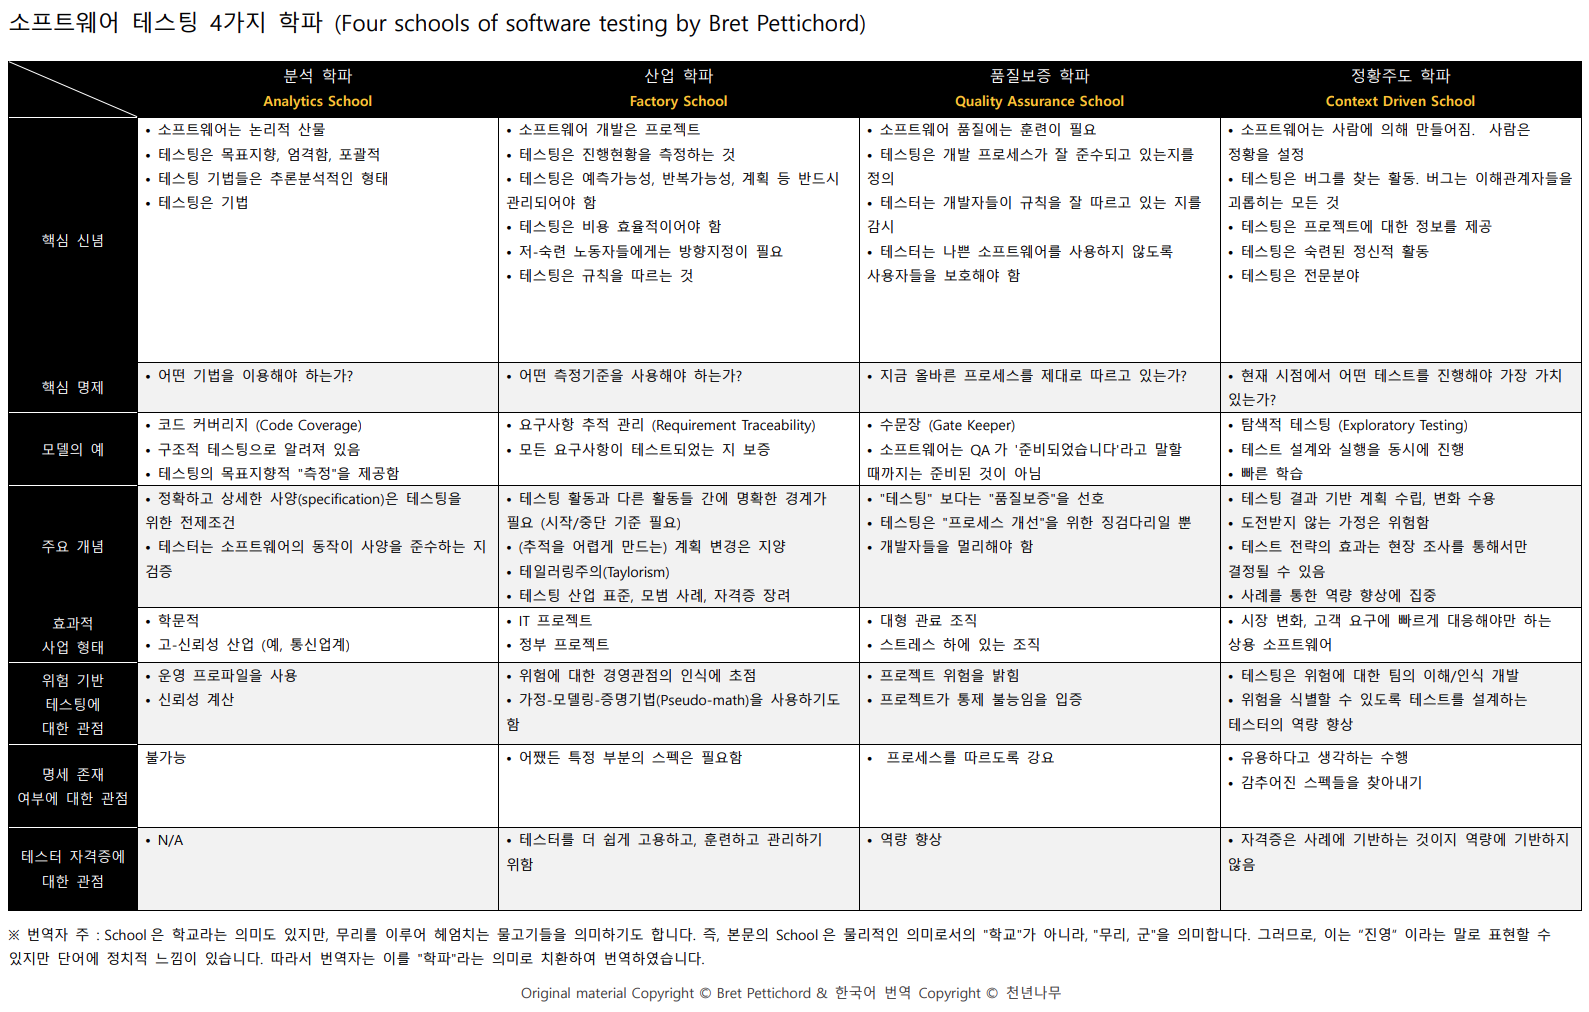 소프트웨어 테스팅 4가지 학파 (Four schools of software testing by Bret Pettichord)
분석 학파
Analytics School
산업 학파
Factory School
품질보증 학파
Quality Assurance School
정황주도 학파
Context Driven School
핵심 신념
• 소프트웨어는 논리적 산물
• 테스팅은 목표지향, 엄격함, 포괄적
• 테스팅 기법들은 추론분석적인 형태
• 테스팅은 기법
• 소프트웨어 개발은 프로젝트
• 테스팅은 진행현황을 측정하는 것
• 테스팅은 예측가능성, 반복가능성, 계획 등 반드시
관리되어야 함
• 테스팅은 비용 효율적이어야 함
• 저-숙련 노동자들에게는 방향지정이 필요
• 테스팅은 규칙을 따르는 것
• 소프트웨어 품질에는 훈련이 필요
• 테스팅은 개발 프로세스가 잘 준수되고 있는지를
정의
• 테스터는 개발자들이 규칙을 잘 따르고 있는 지를
감시
• 테스터는 나쁜 소프트웨어를 사용하지 않도록
사용자들을 보호해야 함
• 소프트웨어는 사람에 의해 만들어짐. 사람은
정황을 설정
• 테스팅은 버그를 찾는 활동. 버그는 이해관계자들을
괴롭히는 모든 것
• 테스팅은 프로젝트에 대한 정보를 제공
• 테스팅은 숙련된 정신적 활동
• 테스팅은 전문분야
핵심 명제
• 어떤 기법을 이용해야 하는가?
• 어떤 측정기준을 사용해야 하는가?
• 지금 올바른 프로세스를 제대로 따르고 있는가?
• 현재 시점에서 어떤 테스트를 진행해야 가장 가치
있는가?
모델의 예
• 코드 커버리지 (Code Coverage)
• 구조적 테스팅으로 알려져 있음
• 테스팅의 목표지향적 "측정"을 제공함
• 요구사항 추적 관리 (Requirement Traceability)
• 모든 요구사항이 테스트되었는 지 보증
• 수문장 (Gate Keeper)
• 소프트웨어는 QA 가 '준비되었습니다'라고 말할
때까지는 준비된 것이 아님
• 탐색적 테스팅 (Exploratory Testing)
• 테스트 설계와 실행을 동시에 진행
• 빠른 학습
주요 개념
• 정확하고 상세한 사양(specification)은 테스팅을
위한 전제조건
• 테스터는 소프트웨어의 동작이 사양을 준수하는 지
검증
• 테스팅 활동과 다른 활동들 간에 명확한 경계가
필요 (시작/중단 기준 필요)
• (추적을 어렵게 만드는) 계획 변경은 지양
• 테일러링주의(Taylorism)
• 테스팅 산업 표준, 모범 사례, 자격증 장려
• "테스팅" 보다는 "품질보증"을 선호
• 테스팅은 "프로세스 개선"을 위한 징검다리일 뿐
• 개발자들을 멀리해야 함
• 테스팅 결과 기반 계획 수립, 변화 수용
• 도전받지 않는 가정은 위험함
• 테스트 전략의 효과는 현장 조사를 통해서만
결정될 수 있음
• 사례를 통한 역량 향상에 집중
효과적
사업 형태
• 학문적
• 고-신뢰성 산업 (예, 통신업계)
• IT 프로젝트
• 정부 프로젝트
• 대형 관료 조직
• 스트레스 하에 있는 조직
• 시장 변화, 고객 요구에 빠르게 대응해야만 하는
상용 소프트웨어
위험 기반
테스팅에
대한 관점
• 운영 프로파일을 사용
• 신뢰성 계산
• 위험에 대한 경영관점의 인식에 초점
• 가정-모델링-증명기법(Pseudo-math)을 사용하기도
함
• 프로젝트 위험을 밝힘
• 프로젝트가 통제 불능임을 입증
• 테스팅은 위험에 대한 팀의 이해/인식 개발
• 위험을 식별할 수 있도록 테스트를 설계하는
테스터의 역량 향상
명세 존재
여부에 대한 관점
불가능
• 어쨌든 특정 부분의 스펙은 필요함
• 프로세스를 따르도록 강요
• 유용하다고 생각하는 수행
• 감추어진 스펙들을 찾아내기
테스터 자격증에
대한 관점
• N/A
• 테스터를 더 쉽게 고용하고, 훈련하고 관리하기
위함
• 역량 향상
• 자격증은 사례에 기반하는 것이지 역량에 기반하지
않음
※ 번역자 주 : School 은 학교라는 의미도 있지만, 무리를 이루어 헤엄치는 물고기들을 의미하기도 합니다. 즉, 본문의 School 은 물리적인 의미로서의 "학교"가 아니라, "무리, 군"을 의미합니다. 그러므로, 이는 “진영” 이라는 말로 표현할 수
있지만 단어에 정치적 느낌이 있습니다. 따라서 번역자는 이를 "학파"라는 의미로 치환하여 번역하였습니다.
Original material Copyright © Bret Pettichord & 한국어 번역 Copyright © 천년나무